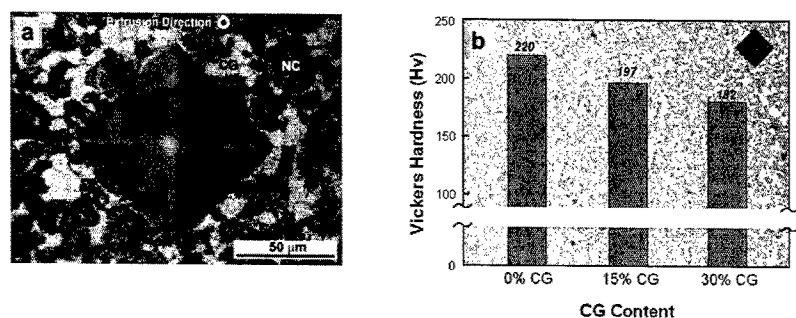 a
Extrusion Direction
CG
NC
50 μm
b
Vickers Hardness (Hv)
250
200
150
100
0
220
197
182
0% CG
15% CG
30% CG
CG Content